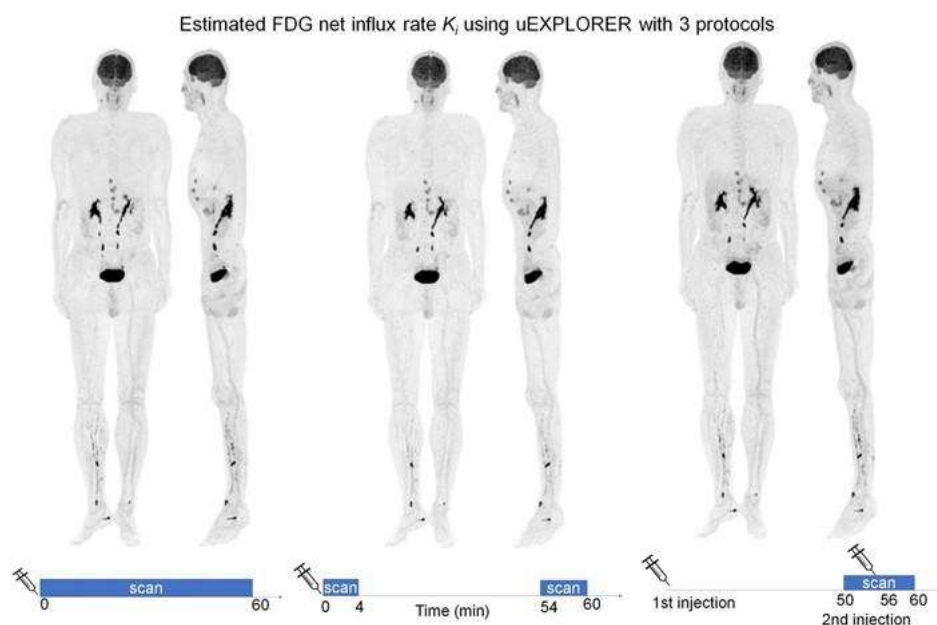 Estimated FDG net influx rate Ki using uEXPLORER with 3 protocols
scan
0
60
scan
0
4
Time (min)
54
scan
60
1st injection
scan
50
56
60
2nd injection